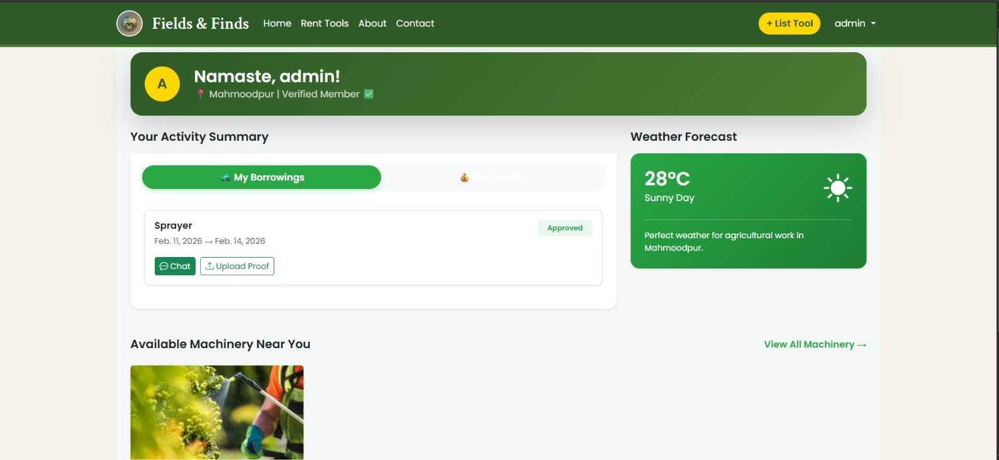 Fields & Finds Home Rent Tools About Contact + List Tool admin
A
Namaste, admin!
📍 Mahmoodpur | Verified Member ✅
Your Activity Summary
🚜 My Borrowings
💰 My Lending
Sprayer
Feb. 11, 2026 → Feb. 14, 2026
Approved
Chat
Upload Proof
Weather Forecast
28°C
Sunny Day
Perfect weather for agricultural work in
Mahmoodpur.
Available Machinery Near You
View All Machinery →